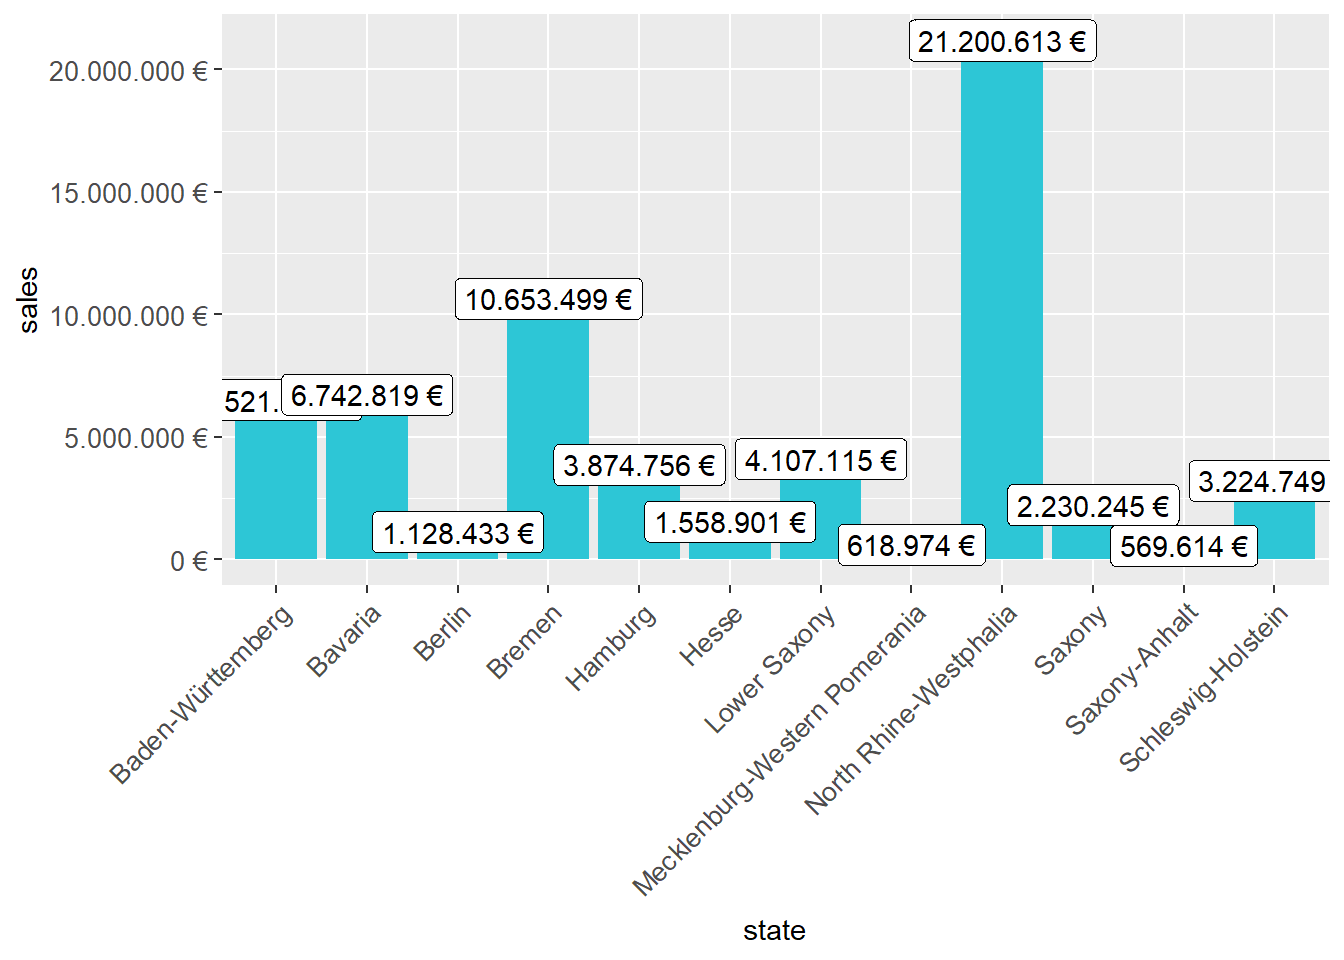 21.200.613 €
20.000.000 €
15.000.000 €
10.653.499 €
10.000.000 €
521.
6.742.819 €
5.000.000 €
3.874.756 €
4.107.115 €
3.224.749
2.230.245 €
1.558.901 €
1.128.433 €
618.974 €
569.614 €
0 €
sales
Baden-Württemberg
Bavaria
Berlin
Bremen
Hamburg
Hesse
Lower Saxony
Mecklenburg-Western Pomerania
North Rhine-Westphalia
Saxony
Saxony-Anhalt
Schleswig-Holstein
state